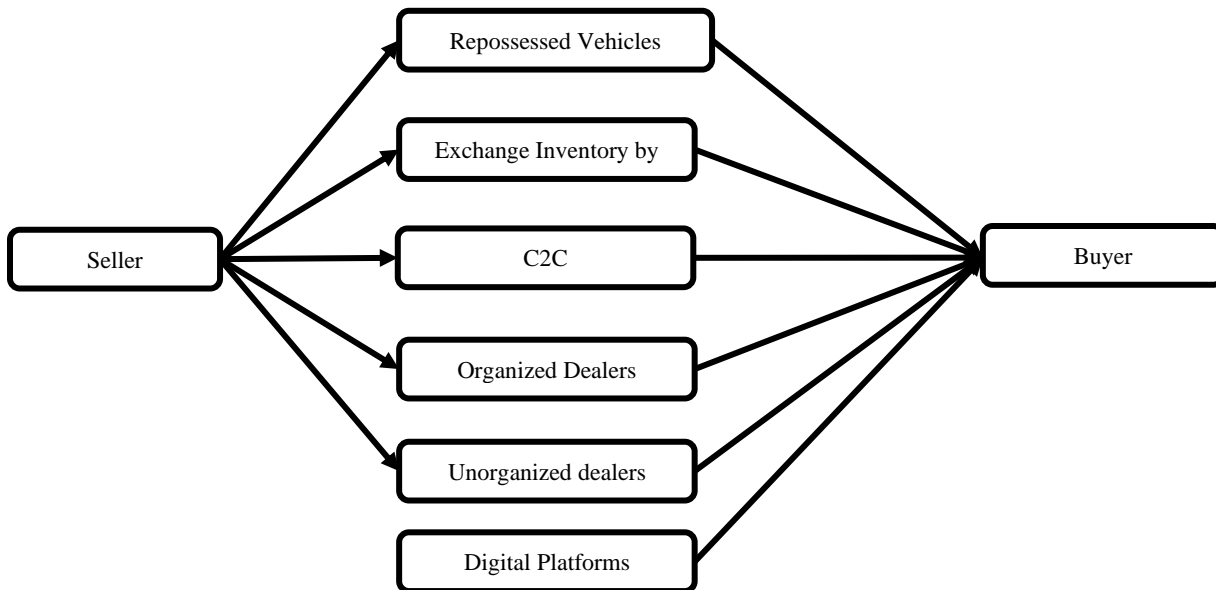 Repossessed Vehicles
Exchange Inventory by
C2C
Seller
Buyer
Organized Dealers
Unorganized dealers
Digital Platforms